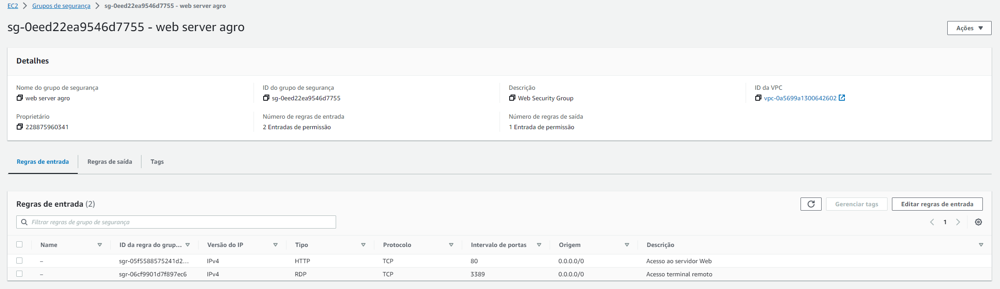 EC2 > Grupos de segurança > sg-0eed22ea9546d7755 - web server agro
sg-0eed22ea9546d7755 - web server agro
Ações
Detalhes
Nome do grupo de segurança
web server agro
ID do grupo de segurança
sg-0eed22ea9546d7755
Descrição
Web Security Group
ID da VPC
vpc-0a5699a1300642602
Proprietário
228875960341
Número de regras de entrada
2 Entradas de permissão
Número de regras de saída
1 Entrada de permissão
Regras de entrada Regras de saída Tags
Regras de entrada (2)
Gerenciar tags Editar regras de entrada
Filtrar regras de grupo de segurança
1
Name ID da regra do grup... Versão do IP Tipo Protocolo Intervalo de portas Origem Descrição
– sgr-05f5588575241d2... IPv4 HTTP TCP 80 0.0.0.0/0 Acesso ao servidor Web
– sgr-06cf9901d7f897ec6 IPv4 RDP TCP 3389 0.0.0.0/0 Acesso terminal remoto